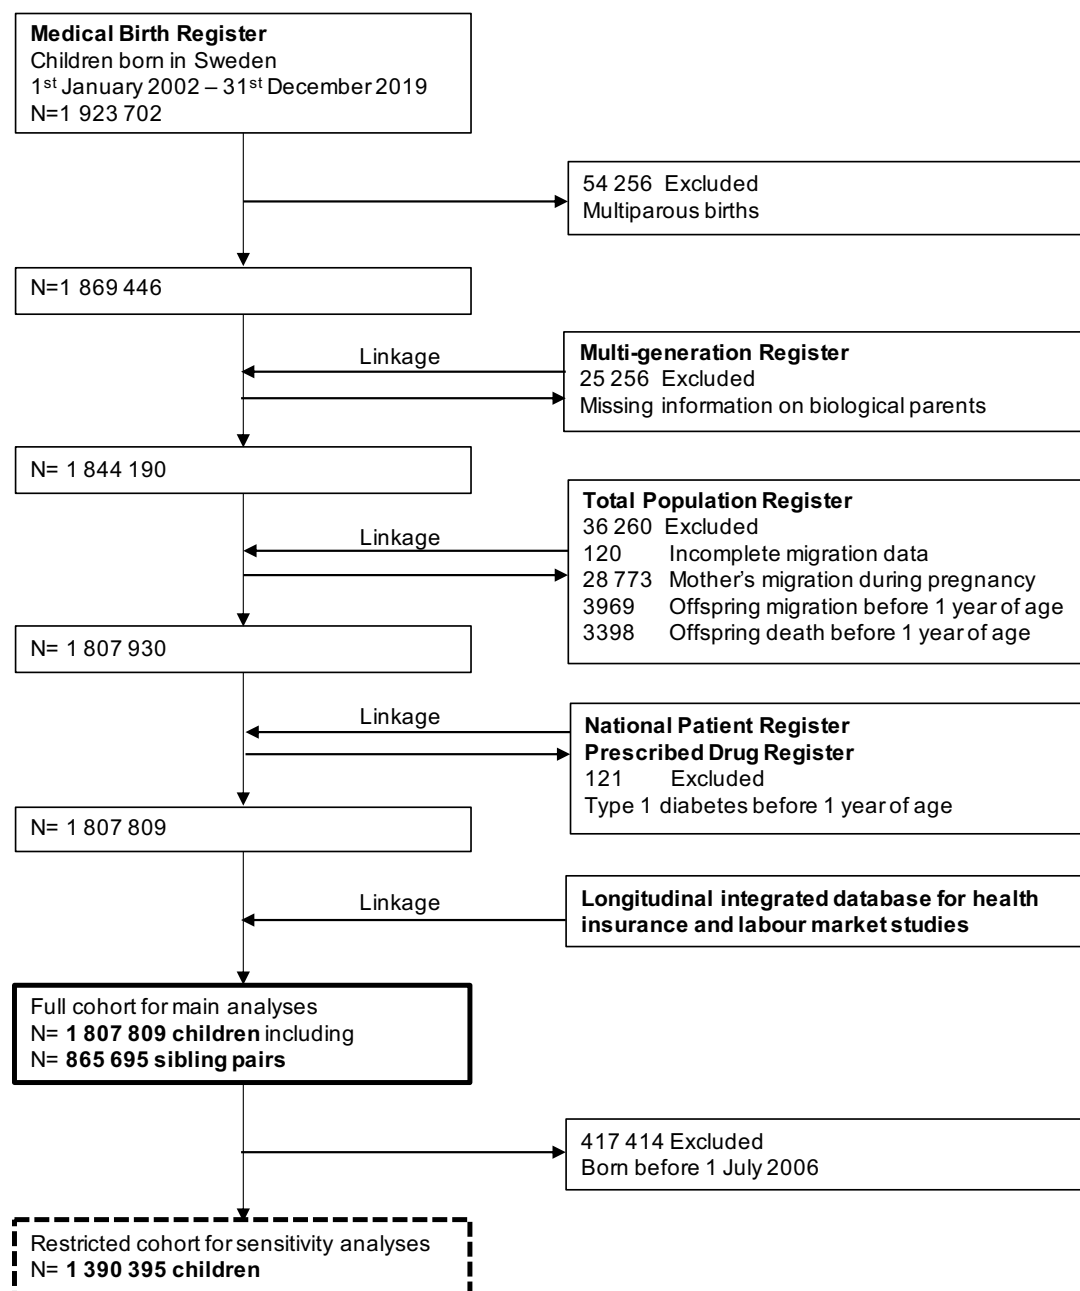 Medical Birth Register
Children born in Sweden
1st January 2002 – 31st December 2019
N=1 923 702
54 256 Excluded
Multiparous births
N=1 869 446
Linkage
Multi-generation Register
25 256 Excluded
Missing information on biological parents
N= 1 844 190
Linkage
Total Population Register
36 260 Excluded
120 Incomplete migration data
28 773 Mother's migration during pregnancy
3969 Offspring migration before 1 year of age
3398 Offspring death before 1 year of age
N= 1 807 930
Linkage
National Patient Register
Prescribed Drug Register
121 Excluded
Type 1 diabetes before 1 year of age
N= 1 807 809
Linkage
Longitudinal integrated database for health
insurance and labour market studies
Full cohort for main analyses
N= 1 807 809 children including
N= 865 695 sibling pairs
417 414 Excluded
Born before 1 July 2006
Restricted cohort for sensitivity analyses
N= 1 390 395 children